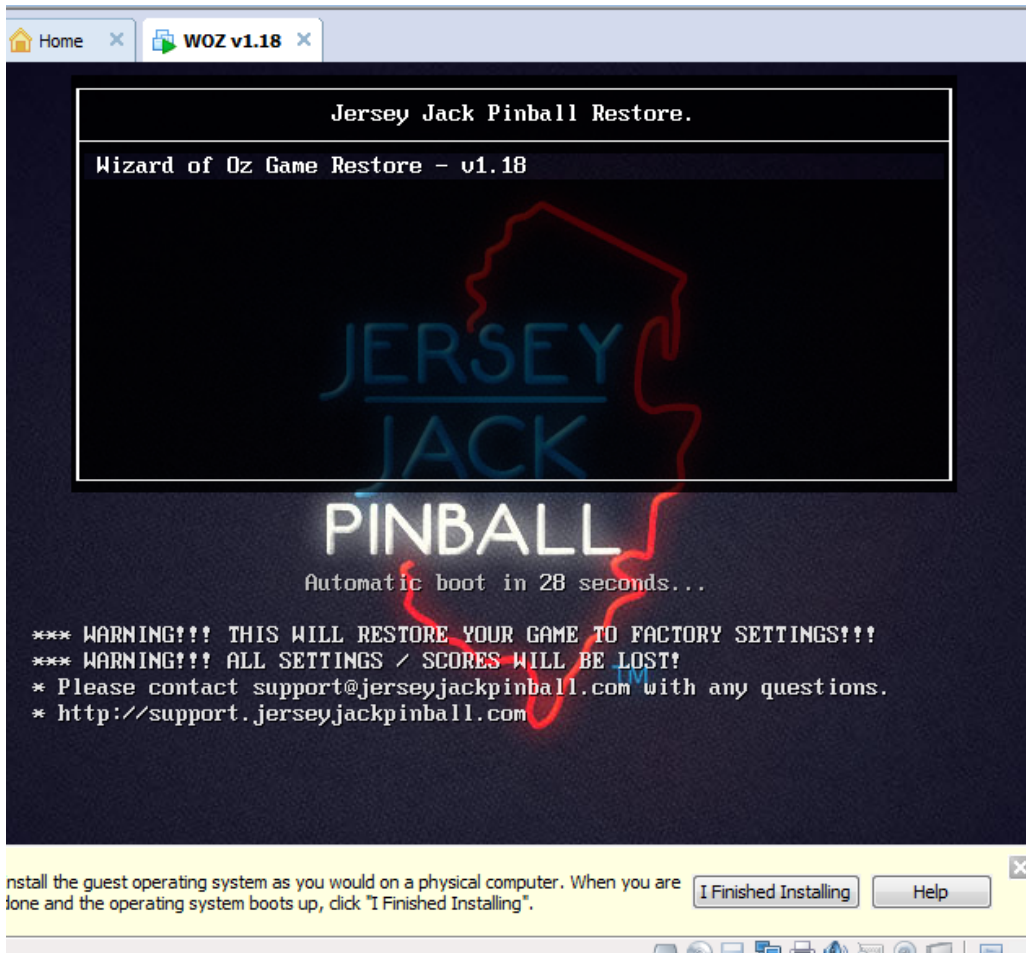 Home
WOZ v1.18
Jersey Jack Pinball Restore.
Wizard of Oz Game Restore - v1.18
JERSEY
JACK
PINBALL
Automatic boot in 28 seconds...
*** WARNING!!! THIS WILL RESTORE YOUR GAME TO FACTORY SETTINGS!!!
*** WARNING!!! ALL SETTINGS / SCORES WILL BE LOST!
TM
* Please contact support@jerseyjackpinball.com with any questions.
* http://support.jerseyjackpinball.com
nstall the guest operating system as you would on a physical computer. When you are
done and the operating system boots up, click "I Finished Installing".
I Finished Installing
Help